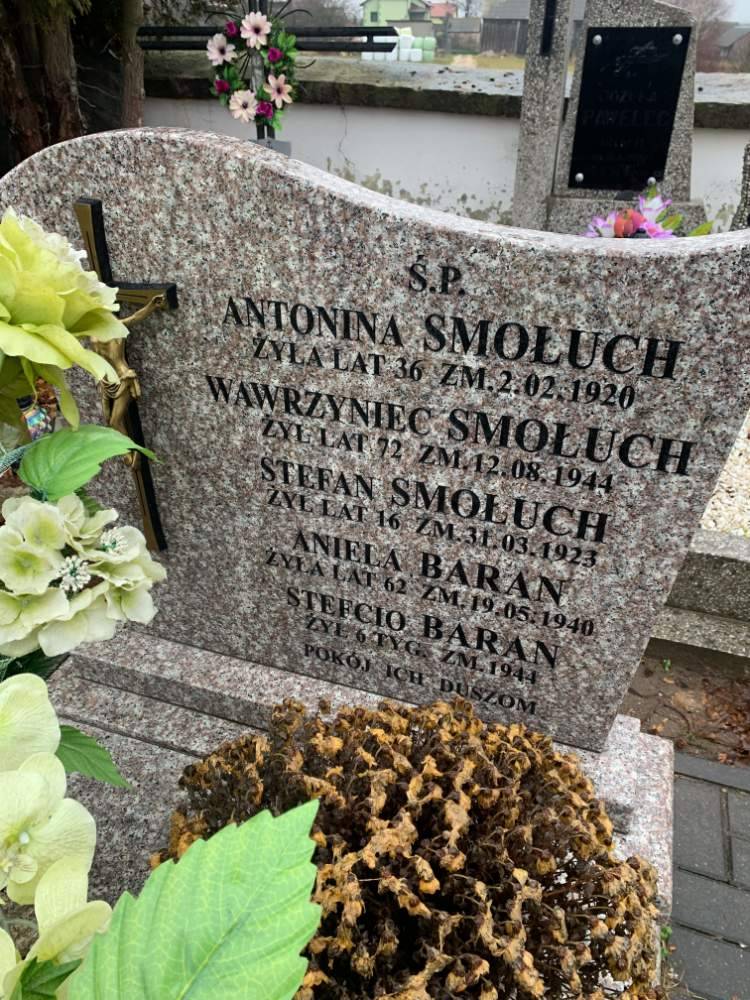 Ś.P.
ANTONINA SMOŁUCH
ŻYŁA LAT 36 ZM.2.02.1920
WAWRZYNIEC SMOŁUCH
ŻYŁ LAT 72 ZM.12.08.1944
STEFAN SMOŁUCH
ŻYŁ LAT 16 ZM.31.03.1923
ANIELA BARAN
ŻYŁA LAT 62 ZM.19.05.1940
STEFCIO BARAN
ŻYŁ 6 TYG. ZM.1944
POKÓJ ICH DUSZOM